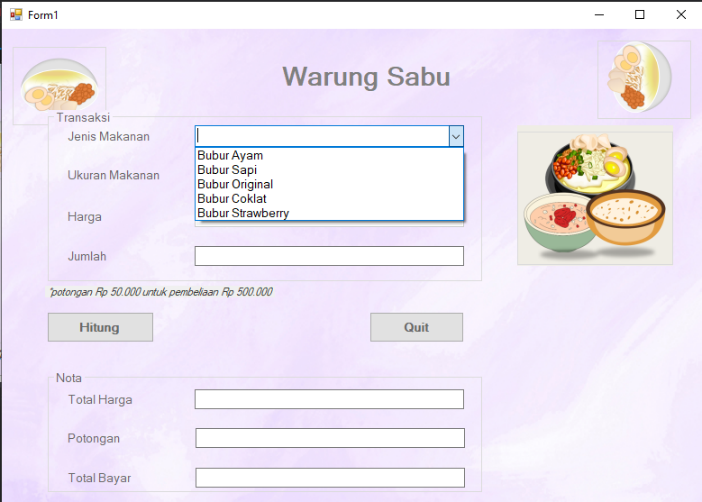 Form1
Warung Sabu
Transaksi
Jenis Makanan
Bubur Ayam
Bubur Sapi
Bubur Original
Bubur Coklat
Bubur Strawberry
Ukuran Makanan
Harga
Jumlah
*potongan Rp 50.000 untuk pembeliaan Rp 500.000
Hitung Quit
Nota
Total Harga
Potongan
Total Bayar